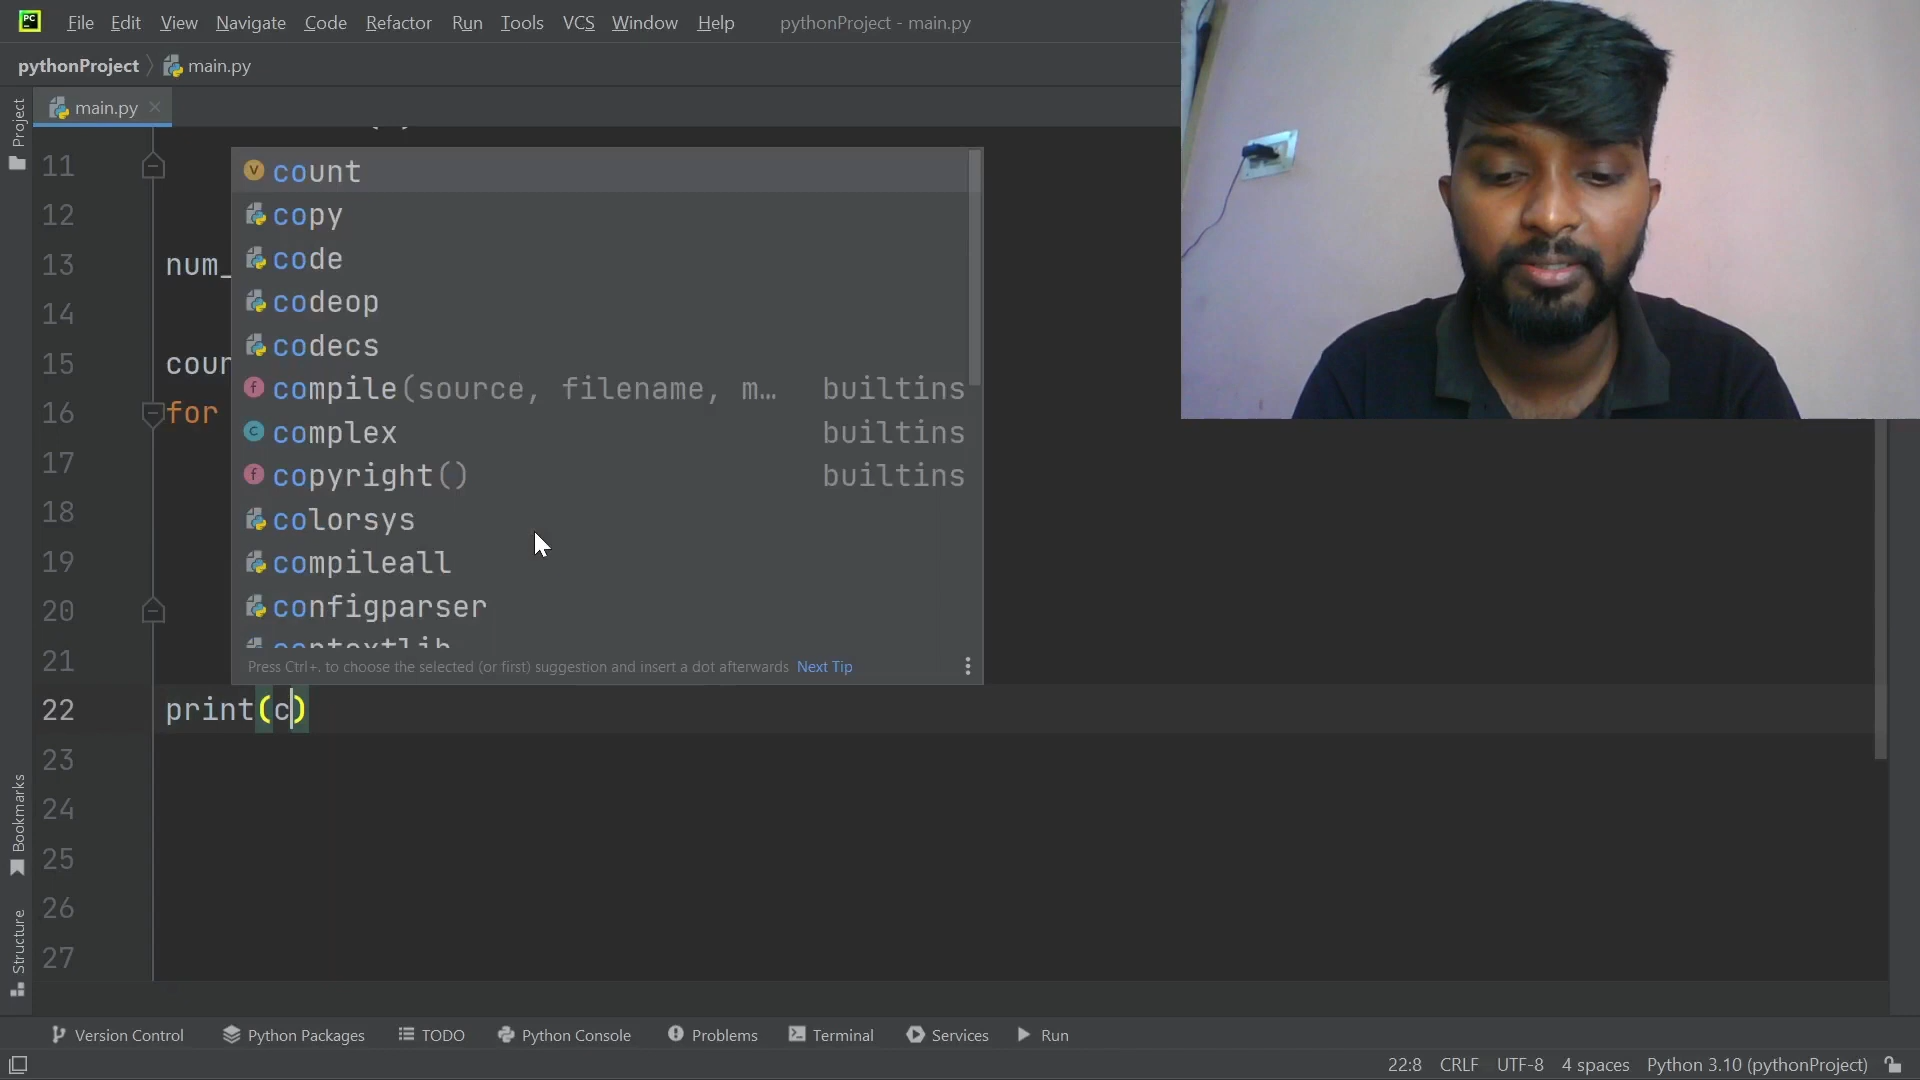 PC File Edit View Navigate Code Refactor Run Tools VCS Window Help pythonProject - main.py
pythonProject main.py
Project
main.py
11
12
13 num_
14
15 coun
16 for
17
18
19
20
21
22 print(c)
23
24
25
26
27
count
copy
code
codeop
codecs
compile(source, filename, m... builtins
complex builtins
copyright() builtins
colorsys
compileall
configparser
contextlib
Press Ctrl+. to choose the selected (or first) suggestion and insert a dot afterwards Next Tip
Bookmarks
Structure
Version Control Python Packages TODO Python Console Problems Terminal Services Run
22:8 CRLF UTF-8 4 spaces Python 3.10 (pythonProject)